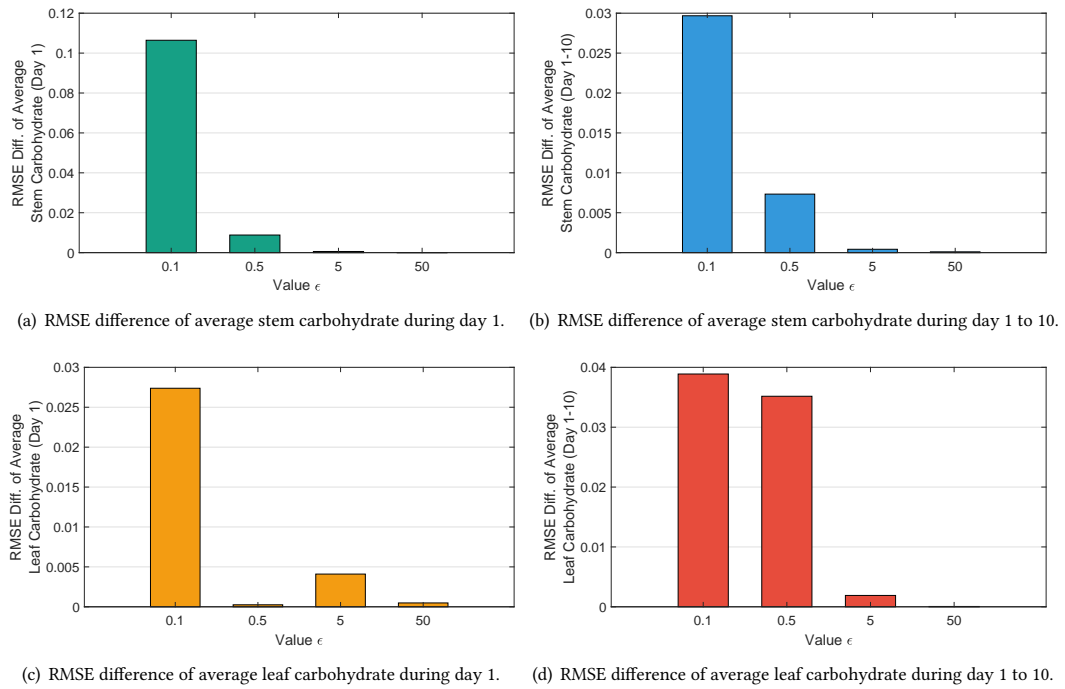 0.12
0.1
0.08
0.06
0.04
0.02
0
RMSE Diff. of Average
Stem Carbohydrate (Day 1)
0.1 0.5 5 50
Value ϵ
(a) RMSE difference of average stem carbohydrate during day 1.
0.03
0.025
0.02
0.015
0.01
0.005
0
RMSE Diff. of Average
Stem Carbohydrate (Day 1-10)
0.1 0.5 5 50
Value ϵ
(b) RMSE difference of average stem carbohydrate during day 1 to 10.
0.03
0.025
0.02
0.015
0.01
0.005
0
RMSE Diff. of Average
Leaf Carbohydrate (Day 1)
0.1 0.5 5 50
Value ϵ
(c) RMSE difference of average leaf carbohydrate during day 1.
0.04
0.03
0.02
0.01
0
RMSE Diff. of Average
Leaf Carbohydrate (Day 1-10)
0.1 0.5 5 50
Value ϵ
(d) RMSE difference of average leaf carbohydrate during day 1 to 10.